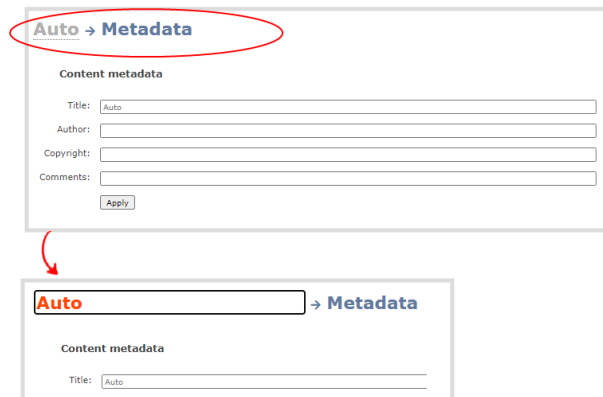 Auto → Metadata
Content metadata
Title: Auto
Author:
Copyright:
Comments:
Apply
Auto → Metadata
Content metadata
Title: Auto